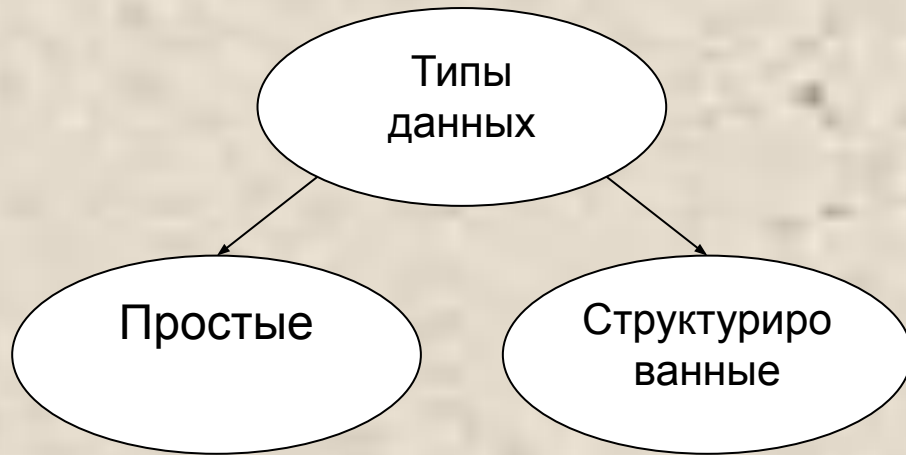 Типы
данных
Простые
Структуриро
ванные